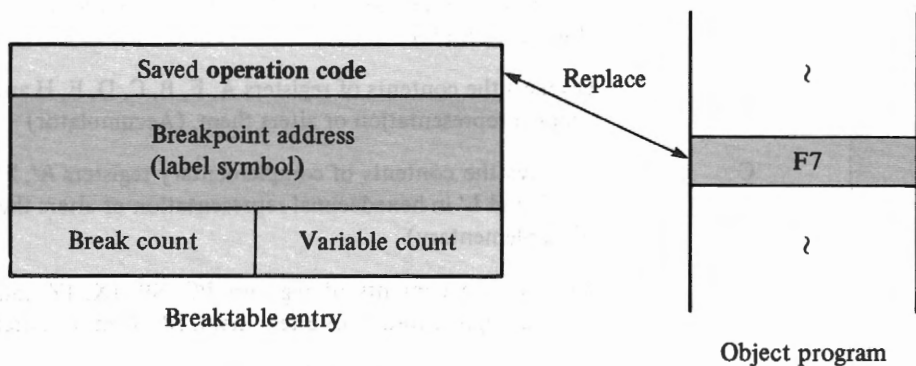 Saved operation code
Replace
Breakpoint address
(label symbol)
F7
Break count
Variable count
Breaktable entry
Object program